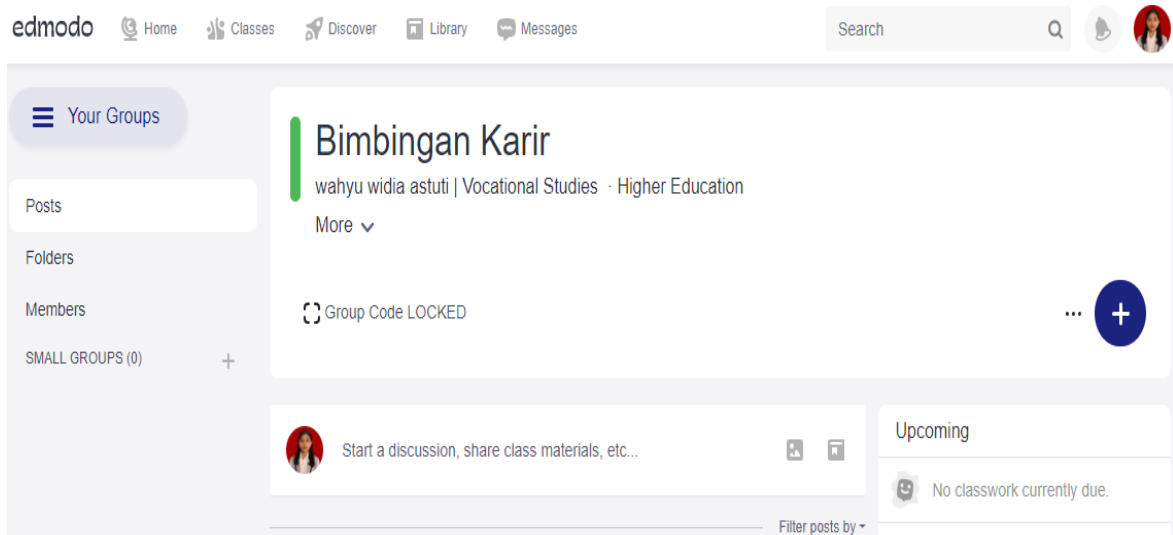 edmodo Home Classes Discover Library Messages Search
Your Groups
Bimbingan Karir
wahyu widia astuti | Vocational Studies · Higher Education
More
Posts
Folders
Members
SMALL GROUPS (0) +
Group Code LOCKED
... +
Start a discussion, share class materials, etc...
Filter posts by
Upcoming
No classwork currently due.